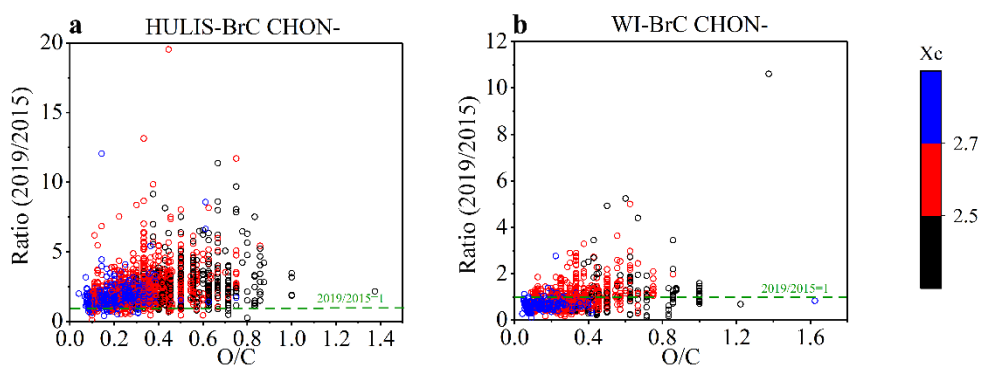 a HULIS-BrC CHON-
Ratio (2019/2015)
20
15
10
5
0
2019/2015=1
0.0 0.2 0.4 0.6 0.8 1.0 1.2 1.4
O/C
b WI-BrC CHON-
Ratio (2019/2015)
12
10
8
6
4
2
0
2019/2015=1
0.0 0.4 0.8 1.2 1.6
O/C
Xc
2.7
2.5